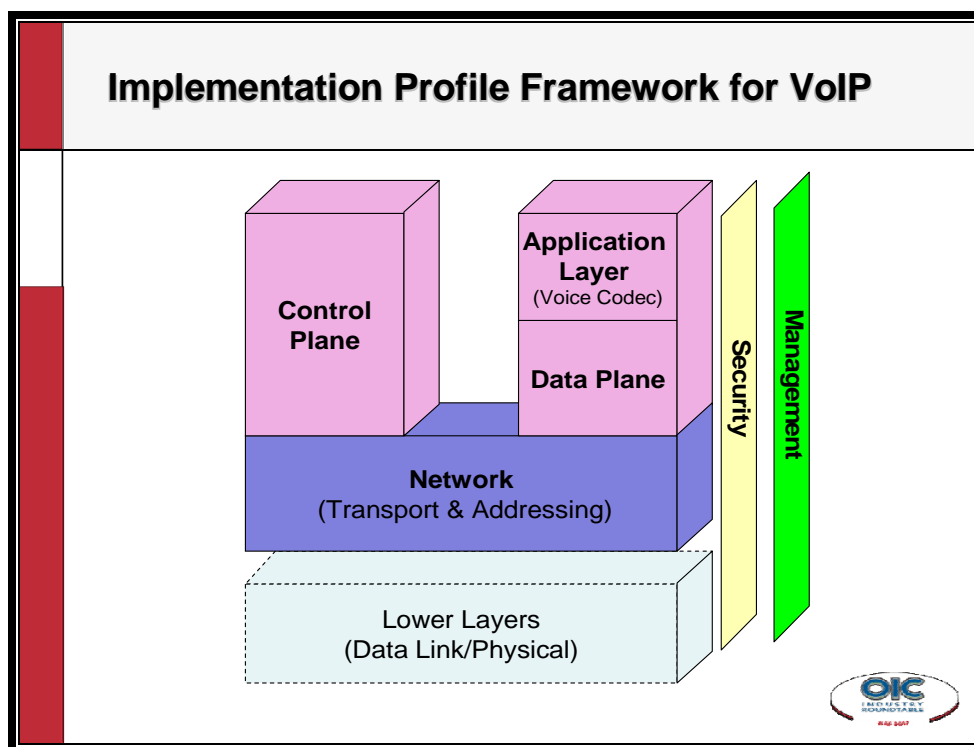 Implementation Profile Framework for VoIP
Control
Plane
Application
Layer
(Voice Codec)
Data Plane
Network
(Transport & Addressing)
Lower Layers
(Data Link/Physical)
Security
Management
OIC
INDUSTRY
ROUNDTABLE